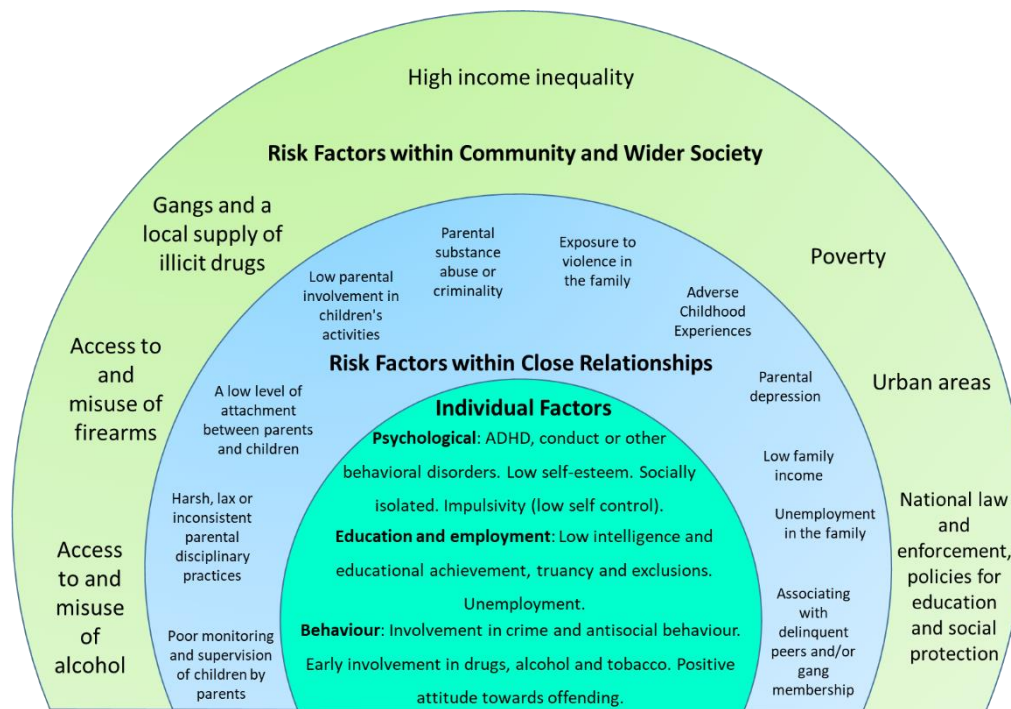 High income inequality
Risk Factors within Community and Wider Society
Gangs and a
local supply of
illicit drugs
Access to
and
misuse of
firearms
Access
to and
misuse
of
alcohol
Poverty
Urban areas
National law
and
enforcement,
policies for
education
and social
protection
Parental
substance
abuse or
criminality
Exposure to
violence in
the family
Low parental
involvement in
children's
activities
Adverse
Childhood
Experiences
Risk Factors within Close Relationships
A low level of
attachment
between parents
and children
Harsh, lax or
inconsistent
parental
disciplinary
practices
Poor monitoring
and supervision
of children by
parents
Parental
depression
Low family
income
Unemployment
in the family
Associating
with
delinquent
peers and/or
gang
membership
Individual Factors
Psychological: ADHD, conduct or other
behavioral disorders. Low self-esteem. Socially
isolated. Impulsivity (low self control).
Education and employment: Low intelligence and
educational achievement, truancy and exclusions.
Unemployment.
Behaviour: Involvement in crime and antisocial behaviour.
Early involvement in drugs, alcohol and tobacco. Positive
attitude towards offending.